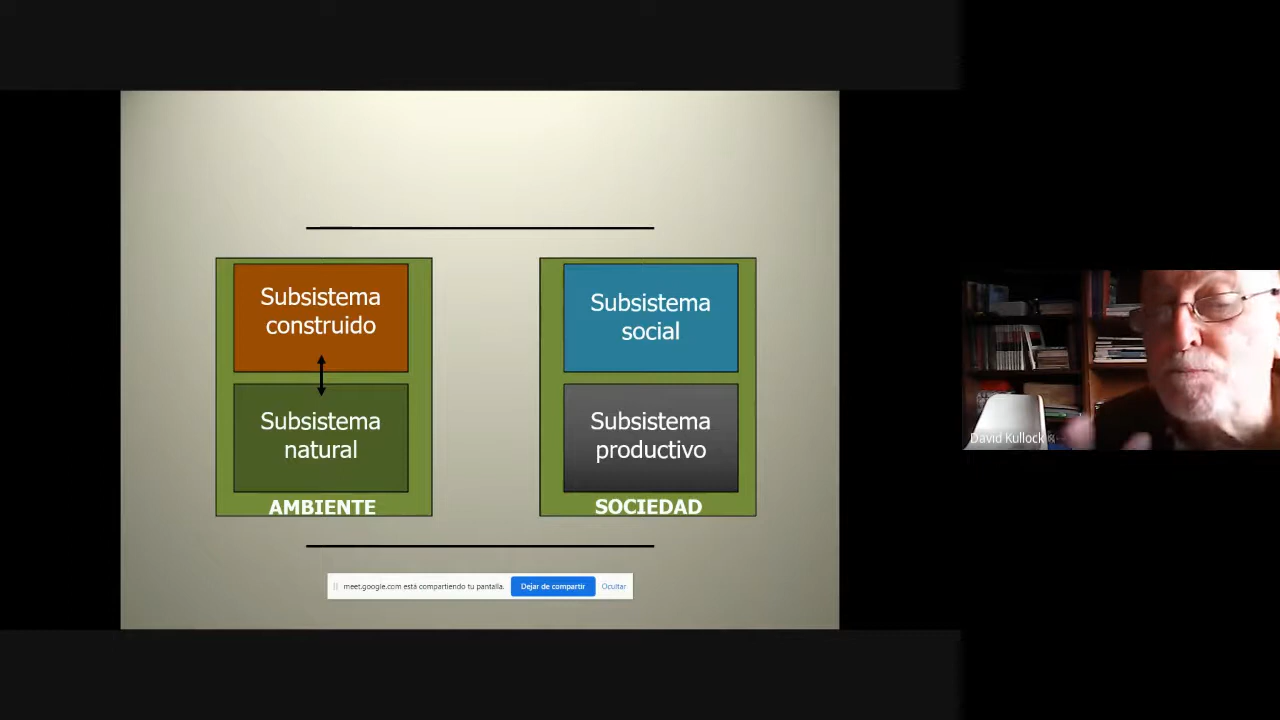 Subsistema
construido
Subsistema
natural
AMBIENTE
Subsistema
social
Subsistema
productivo
SOCIEDAD
meet.google.com está compartiendo tu pantalla.
Dejar de compartir
Ocultar
David Kullock